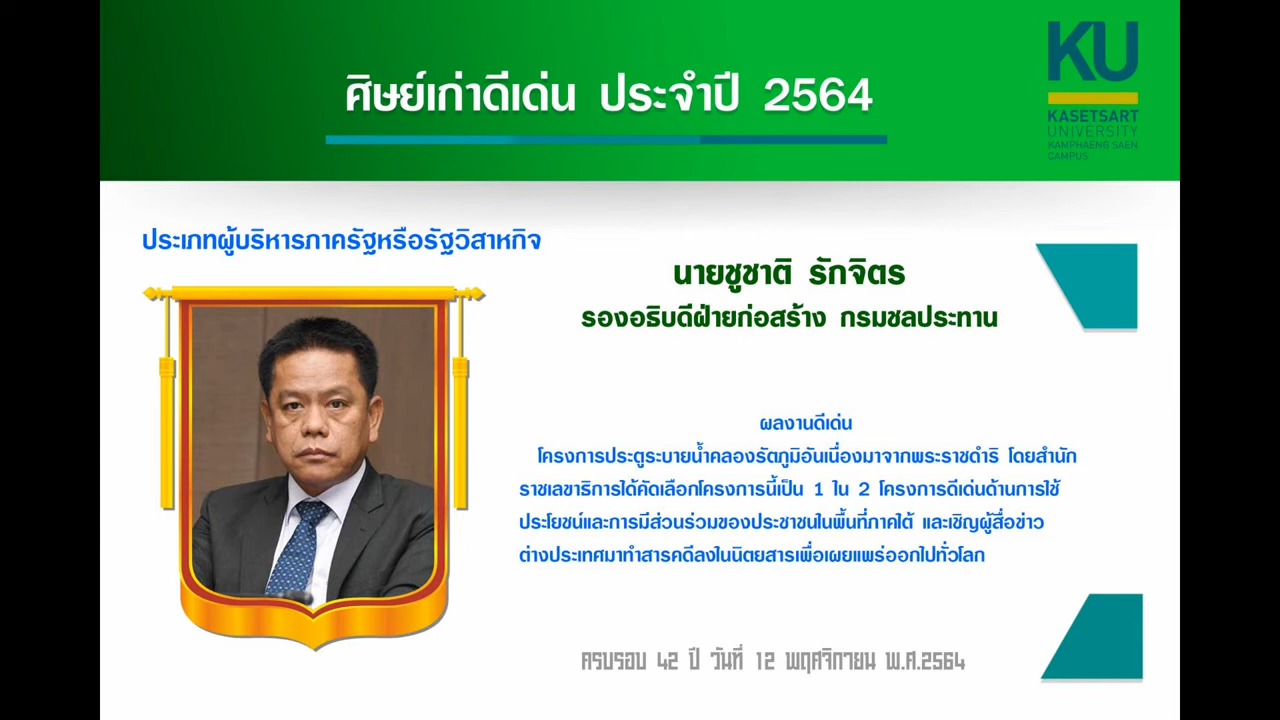 ศิษย์เก่าดีเด่น ประจำปี 2564
KU
KASETSART
UNIVERSITY
KAMPHAENG SAEN
CAMPUS
ประเภทผู้บริหารภาครัฐหรือรัฐวิสาหกิจ
นายชูชาติ รักจิตร
รองอธิบดีฝ่ายก่อสร้าง กรมชลประทาน
ผลงานดีเด่น
โครงการประตูระบายน้ำคลองรัตภูมิอันเนื่องมาจากพระราชดำริ โดยสำนัก
ราชเลขาธิการได้คัดเลือกโครงการนี้เป็น 1 ใน 2 โครงการดีเด่นด้านการใช้
ประโยชน์และการมีส่วนร่วมของประชาชนในพื้นที่ภาคใต้ และเชิญผู้สื่อข่าว
ต่างประเทศมาทำสารคดีลงในนิตยสารเพื่อเผยแพร่ออกไปทั่วโลก
ครบรอบ 42 ปี วันที่ 12 พฤศจิกายน พ.ศ.2564